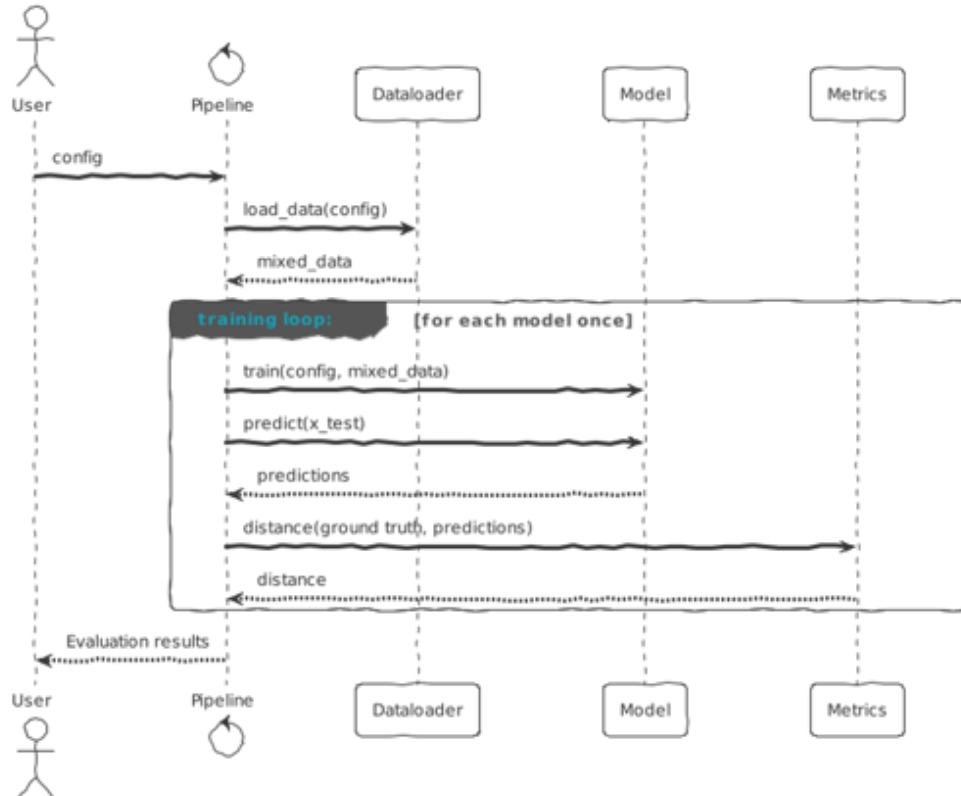 User
Pipeline
Dataloader
Model
Metrics
config
load_data(config)
mixed_data
training loop: [for each model once]
train(config, mixed_data)
predict(x_test)
predictions
distance(ground truth, predictions)
distance
Evaluation results
User
Pipeline
Dataloader
Model
Metrics